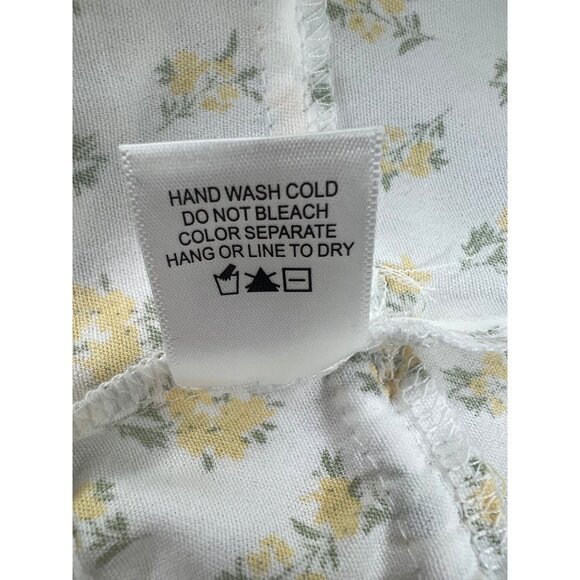 HAND WASH COLD
DO NOT BLEACH
COLOR SEPARATE
HANG OR LINE TO DRY